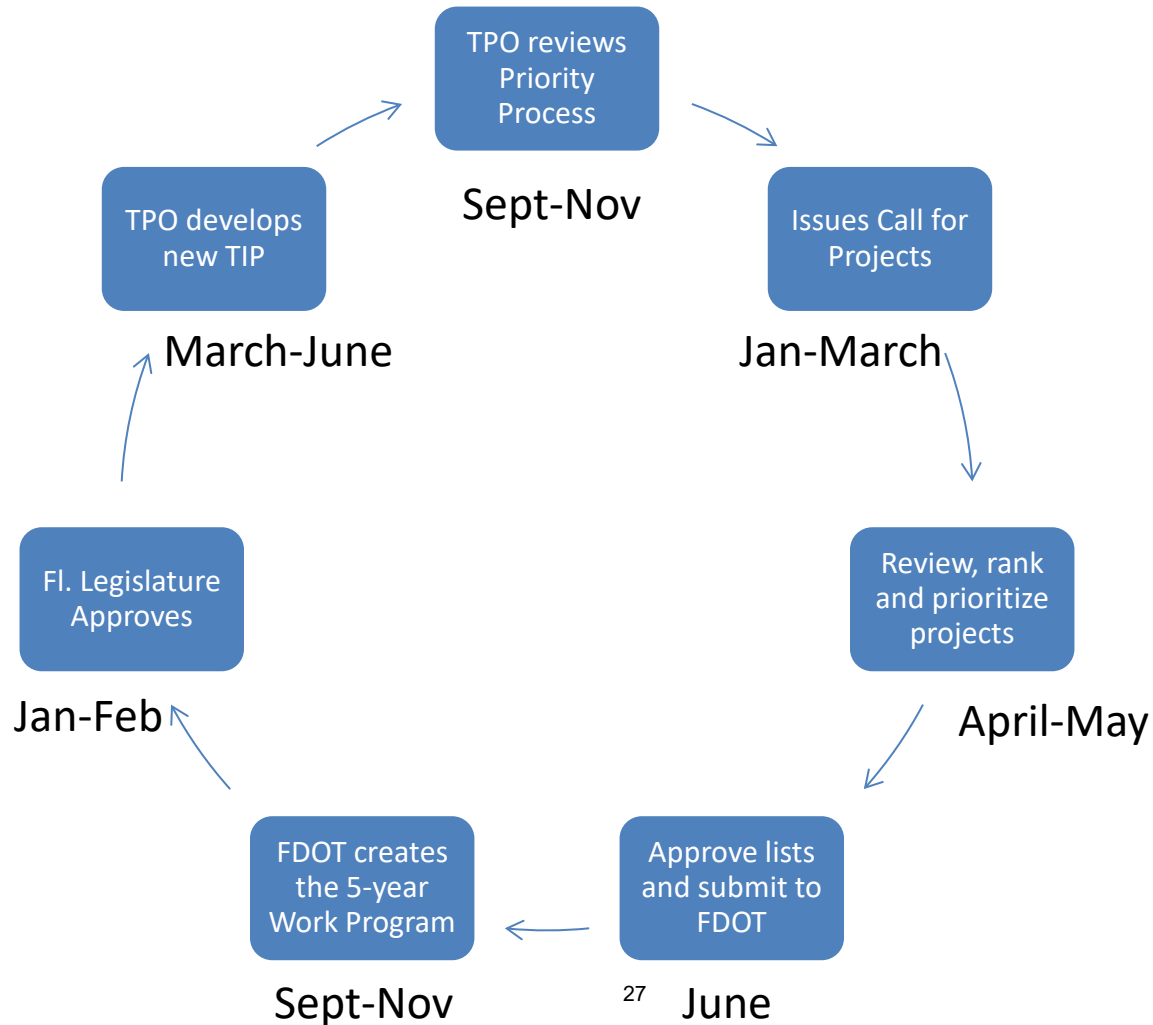 TPO reviews
Priority
Process
Sept-Nov
Issues Call for
Projects
Jan-March
Review, rank
and prioritize
projects
April-May
Approve lists
and submit to
FDOT
June
27
FDOT creates
the 5-year
Work Program
Sept-Nov
Fl. Legislature
Approves
Jan-Feb
TPO develops
new TIP
March-June